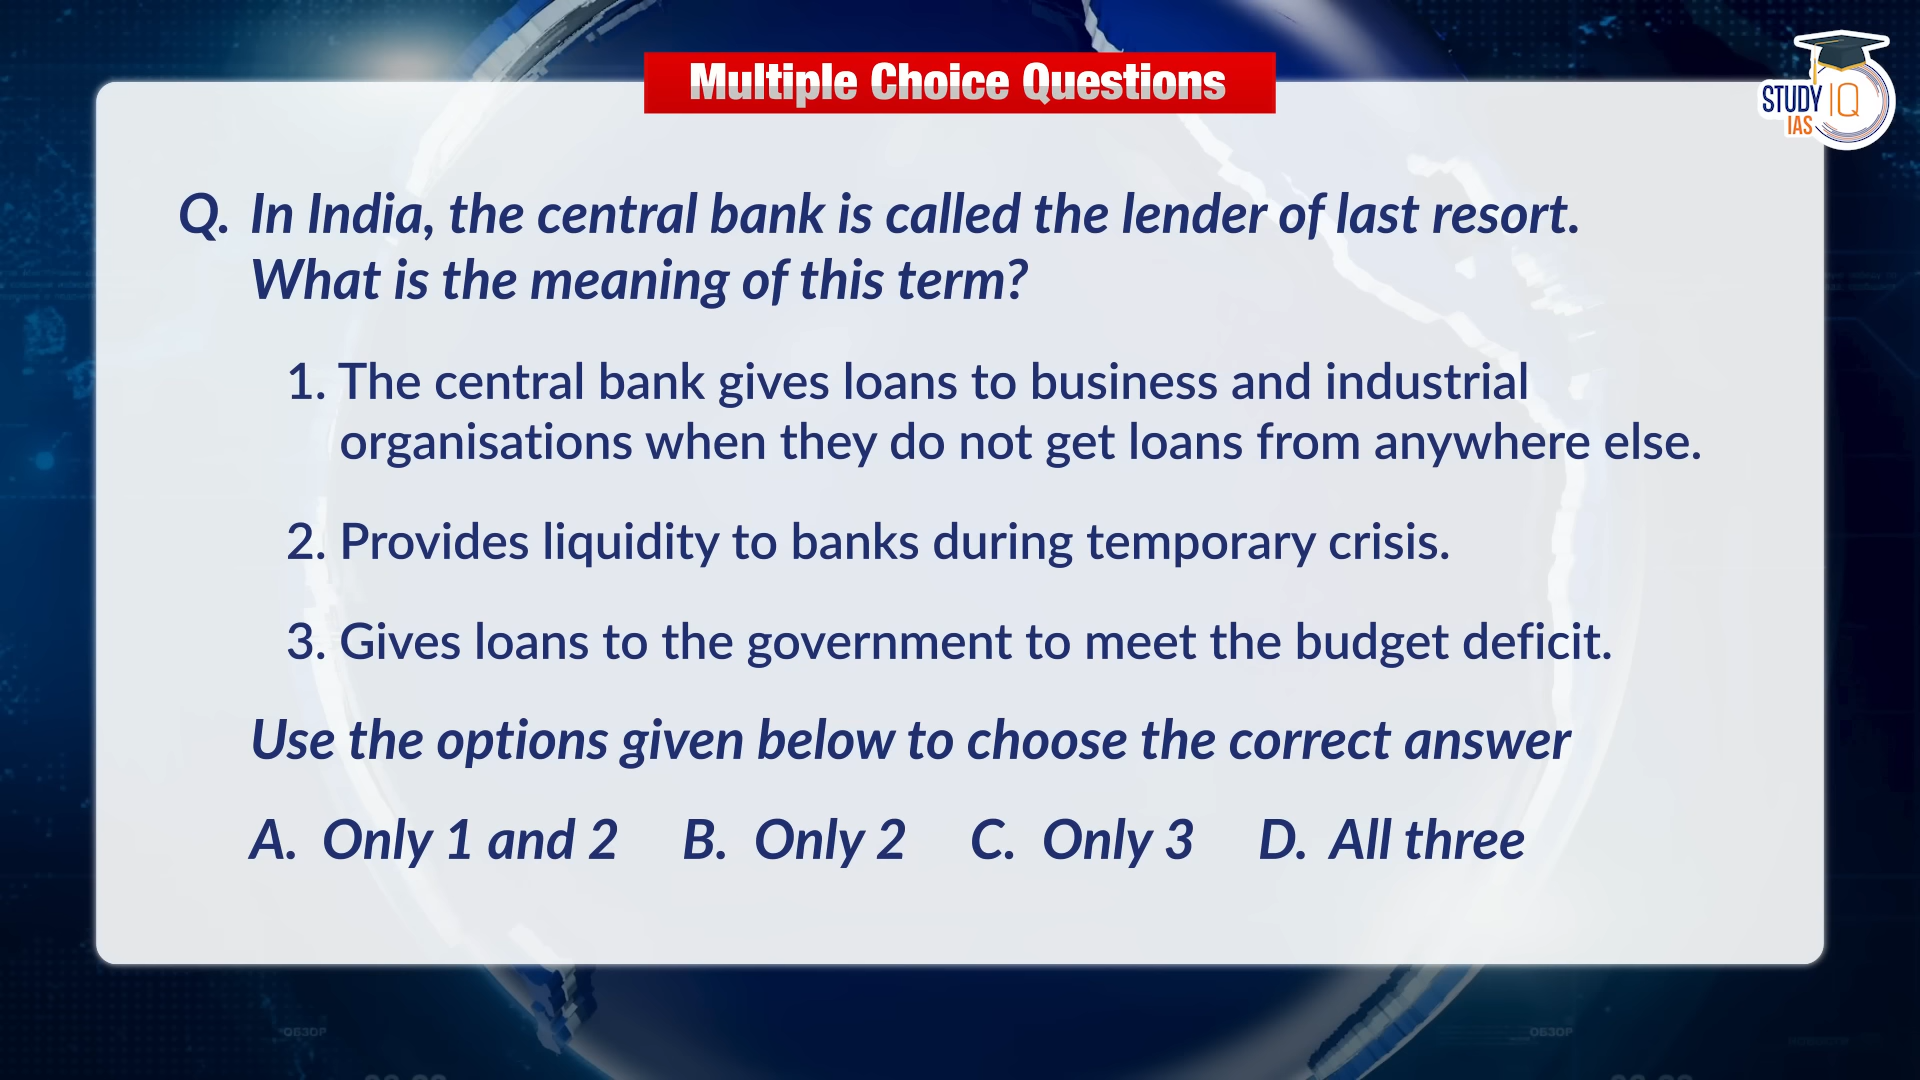 Multiple Choice Questions
STUDY IQ
IAS
Q. In India, the central bank is called the lender of last resort.
What is the meaning of this term?
1. The central bank gives loans to business and industrial
organisations when they do not get loans from anywhere else.
2. Provides liquidity to banks during temporary crisis.
3. Gives loans to the government to meet the budget deficit.
Use the options given below to choose the correct answer
A. Only 1 and 2 B. Only 2 C. Only 3 D. All three
ОБЗОР ОБЗОР